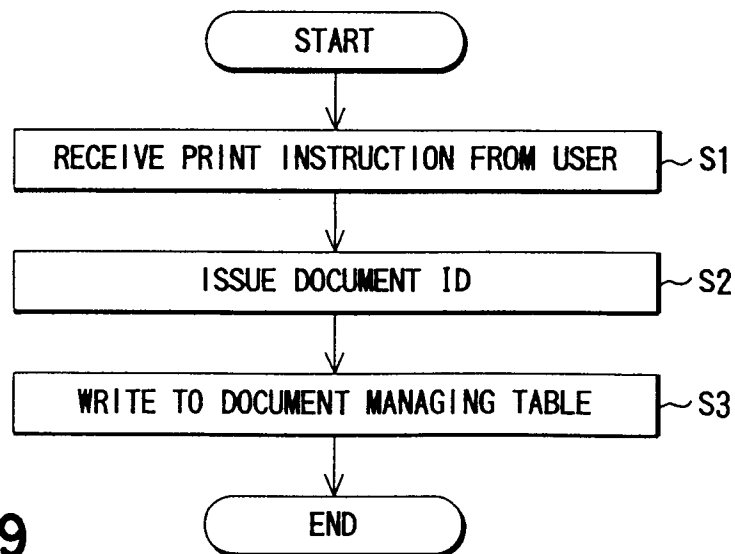 START
RECEIVE PRINT INSTRUCTION FROM USER S1
ISSUE DOCUMENT ID S2
WRITE TO DOCUMENT MANAGING TABLE S3
END
9